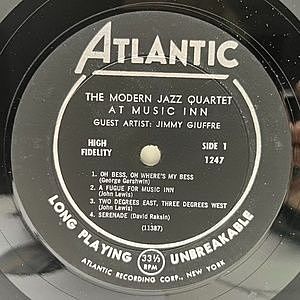 ATLANTIC
THE MODERN JAZZ QUARTET
AT MUSIC INN
GUEST ARTIST: JIMMY GIUFFRE
HIGH
FIDELITY
SIDE 1
1247
1. OH BESS, OH WHERE'S MY BESS
(George Gershwin)
2. A FUGUE FOR MUSIC INN
(John Lewis)
3. TWO DEGREES EAST, THREE DEGREES WEST
(John Lewis)
4. SERENADE (David Raksin)
(11387)
LONG PLAYING 33⅓ RPM UNBREAKABLE
ATLANTIC RECORDING CORP., NEW YORK